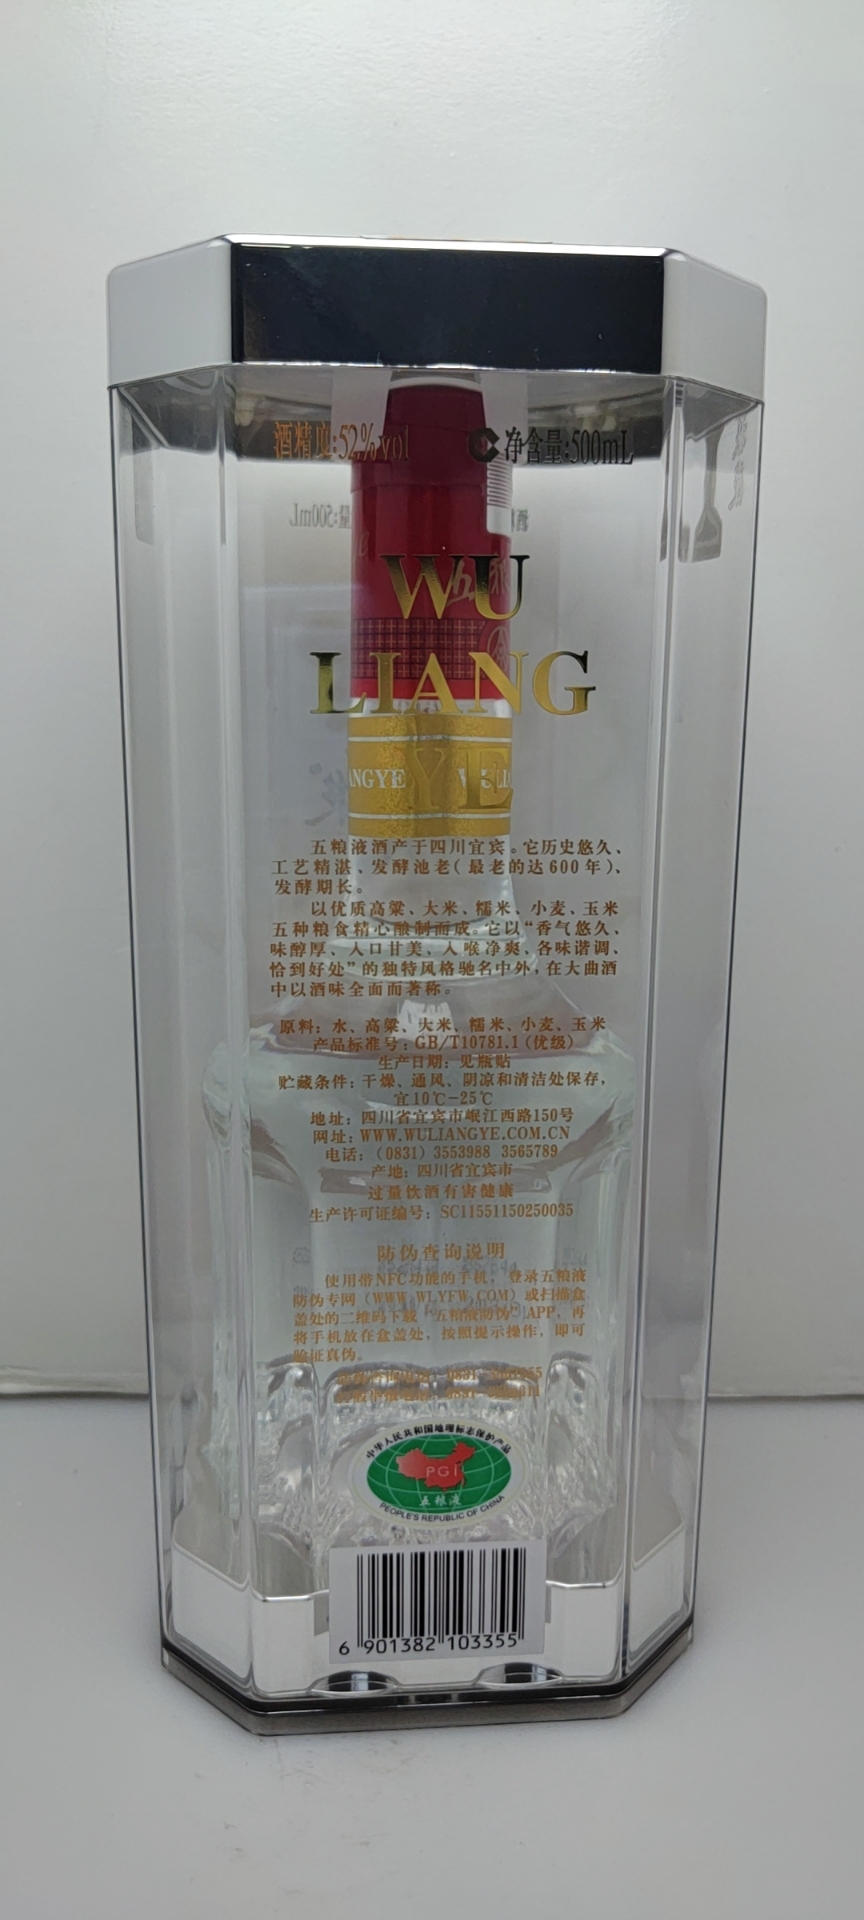 酒精度:52%vol
C净含量:500mL
WU
LIANG
YE
ANGYE
五粮液酒产于四川宜宾。它历史悠久、
工艺精湛、发酵池老(最老的达600年)、
发酵期长。
以优质高粱、大米、糯米、小麦、玉米
五种粮食精心酿制而成。它以“香气悠久、
味醇厚、入口甘美、入喉净爽、各味谐调、
恰到好处”的独特风格驰名中外,在大曲酒
中以酒味全面而著称。
原料: 水、高粱、大米、糯米、小麦、玉米
产品标准号: GB/T10781.1(优级)
生产日期: 见瓶贴
贮藏条件: 干燥、通风、阴凉和清洁处保存,
宜10℃-25℃
地址: 四川省宜宾市岷江西路150号
网址: WWW.WULIANGYE.COM.CN
电话: (0831) 3553988 3565789
产地: 四川省宜宾市
过量饮酒有害健康
生产许可证编号: SC11551150250035
防伪查询说明
使用带NFC功能的手机, 登录五粮液
防伪专网(WWW.WLYFW.COM)或扫描盒
盖处的二维码下载“五粮液防伪”APP, 再
将手机放在盒盖处, 按照提示操作, 即可
验证真伪。
中华人民共和国地理标志保护产品
PGI
五粮液
PEOPLE'S REPUBLIC OF CHINA
6 901382 103355